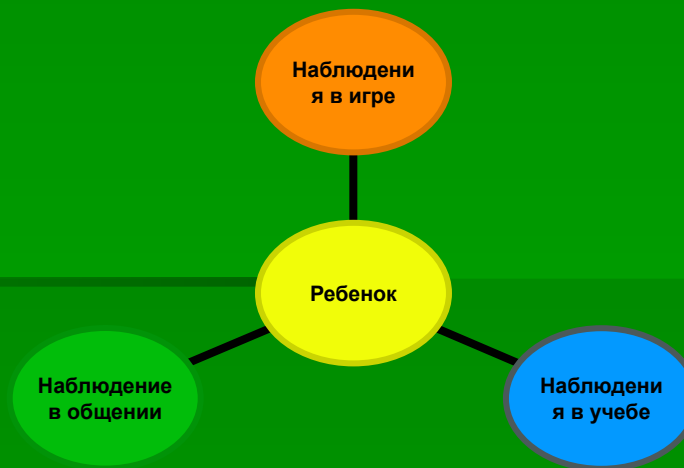 Наблюдени
я в игре
Ребенок
Наблюдение
в общении
Наблюдени
я в учебе